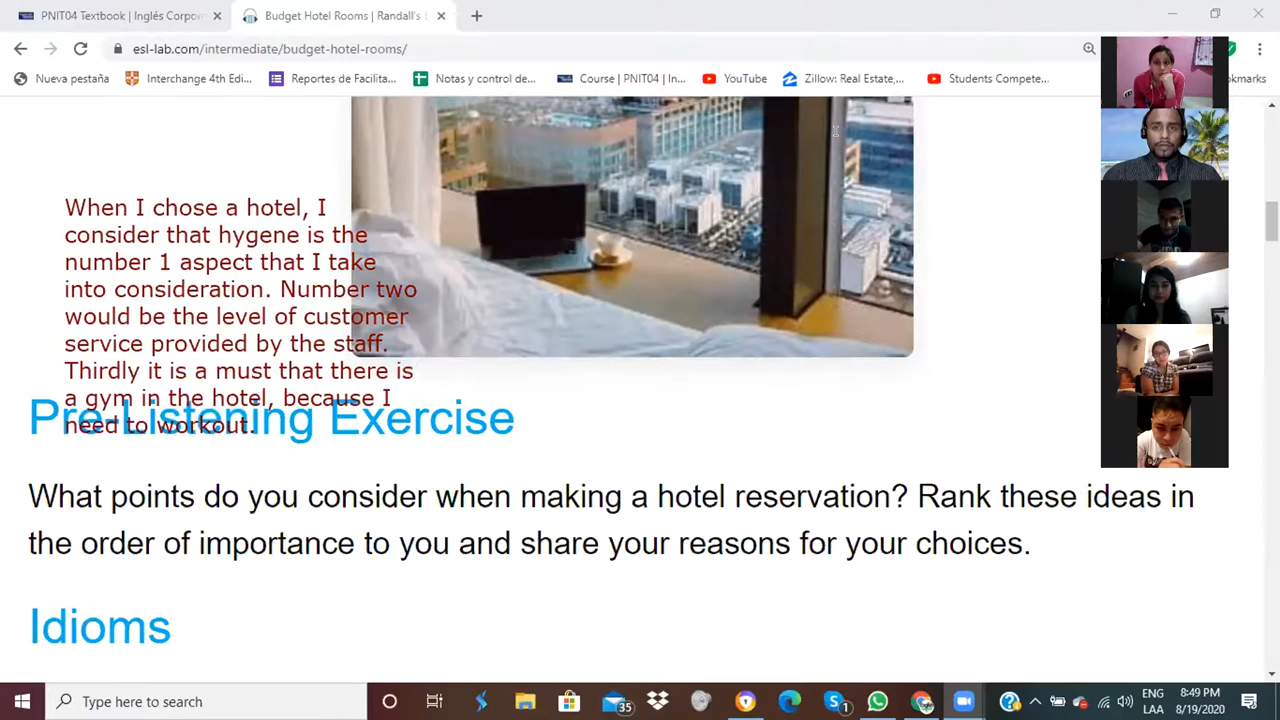 PNIT04 Textbook | Inglés Corpor
Budget Hotel Rooms | Randall's E
esl-lab.com/intermediate/budget-hotel-rooms/
Nueva pestaña
Interchange 4th Edi...
Reportes de Facilita...
Notas y control de...
Course | PNIT04 | In...
YouTube
Zillow: Real Estate,...
Students Compete...
okmarks
When I chose a hotel, I
consider that hygene is the
number 1 aspect that I take
into consideration. Number two
would be the level of customer
service provided by the staff.
Thirdly it is a must that there is
a gym in the hotel, because I
need to workout.
Pre-Listening Exercise
What points do you consider when making a hotel reservation? Rank these ideas in
the order of importance to you and share your reasons for your choices.
Idioms
Type here to search
35
1
ENG
LAA
8:49 PM
8/19/2020